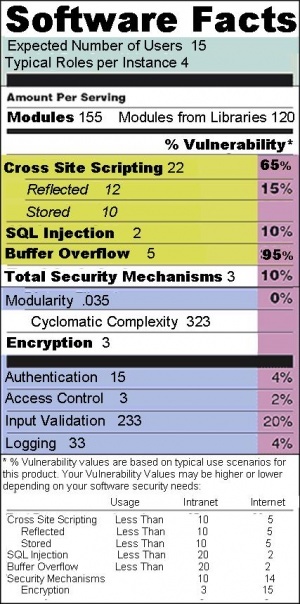 Software Facts
Expected Number of Users 15
Typical Roles per Instance 4
Amount Per Serving
Modules 155 Modules from Libraries 120
% Vulnerability*
Cross Site Scripting 22 65%
Reflected 12 15%
Stored 10
SQL Injection 2 10%
Buffer Overflow 5 95%
Total Security Mechanisms 3 10%
Modularity .035 0%
Cyclomatic Complexity 323
Encryption 3
Authentication 15 4%
Access Control 3 2%
Input Validation 233 20%
Logging 33 4%
* % Vulnerability values are based on typical use scenarios for
this product. Your Vulnerability Values may be higher or lower
depending on your software security needs:
Usage Intranet Internet
Cross Site Scripting Less Than 10 5
Reflected Less Than 10 5
Stored Less Than 10 5
SQL Injection Less Than 20 2
Buffer Overflow Less Than 20 2
Security Mechanisms 10 14
Encryption 3 15